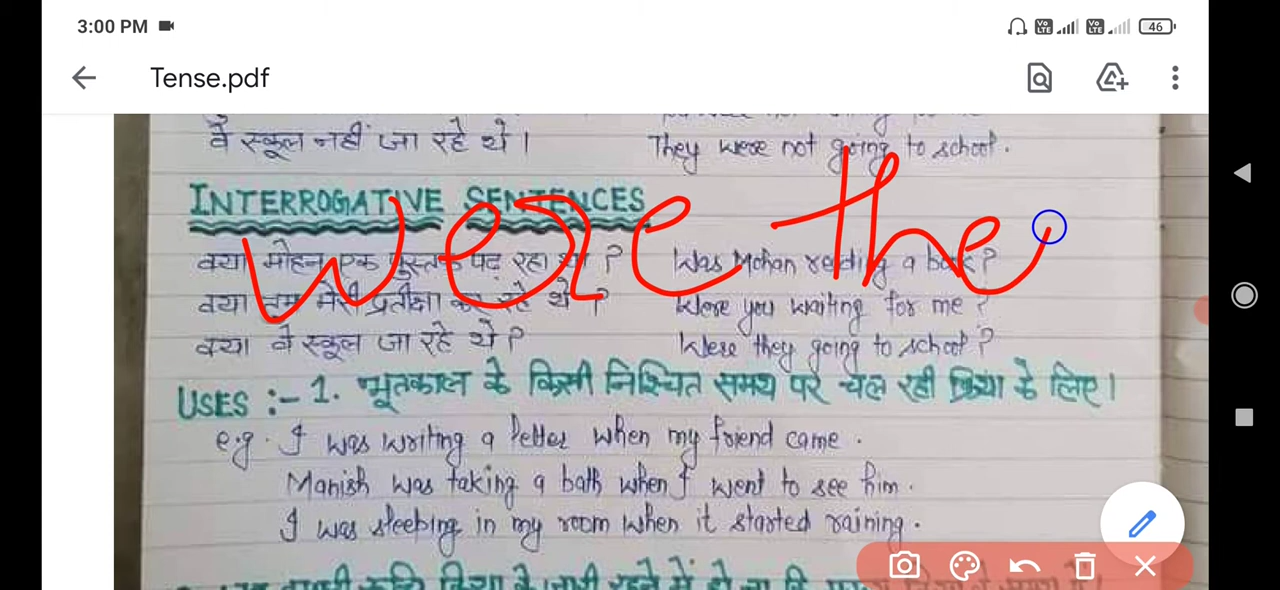 3:00 PM
46
Tense.pdf
वे स्कूल नहीं जा रहे थे। They were not going to school.
INTERROGATIVE SENTENCES
क्या मोहन एक पुस्तक पढ़ रहा था ? Was Mohan reading a book?
क्या तुम मेरी प्रतीक्षा कर रहे थे ? Were you waiting for me ?
क्या वे स्कूल जा रहे थे ? Were they going to school ?
were the
USES :- 1. भूतकाल के किसी निश्चित समय पर चल रही क्रिया के लिए।
e.g. I was writing a letter when my friend came .
Manish was taking a bath when I went to see him .
I was sleeping in my room when it started raining .